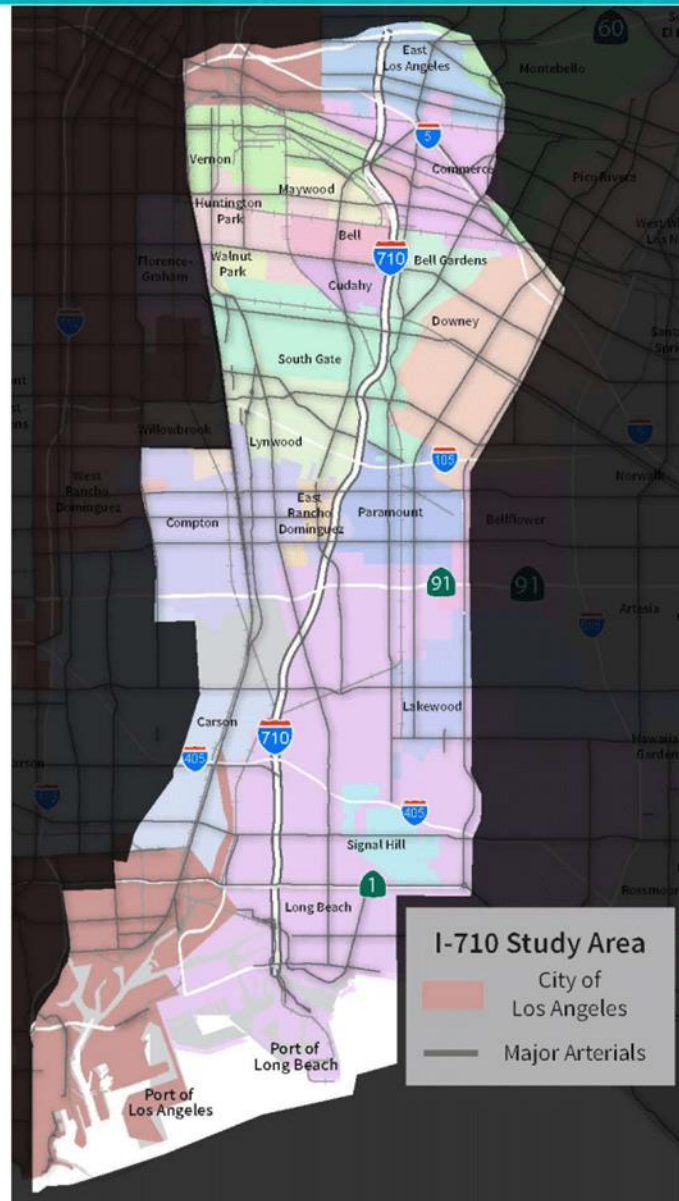 60
East
Los Angeles
Montebello
5
Commerce
Vernon
Pico Rivera
Maywood
Huntington
Park
Bell
710
Bell Gardens
Florence-
Graham
Walnut
Park
Cudahy
Downey
South Gate
Willowbrook
Lynwood
105
Norwalk
West
Rancho
Dominguez
East
Rancho
Dominguez
Compton
Paramount
Bellflower
91
91
Artesia
Lakewood
Carson
710
405
405
Signal Hill
1
Long Beach
Port of
Long Beach
Port of
Los Angeles
I-710 Study Area
City of
Los Angeles
Major Arterials